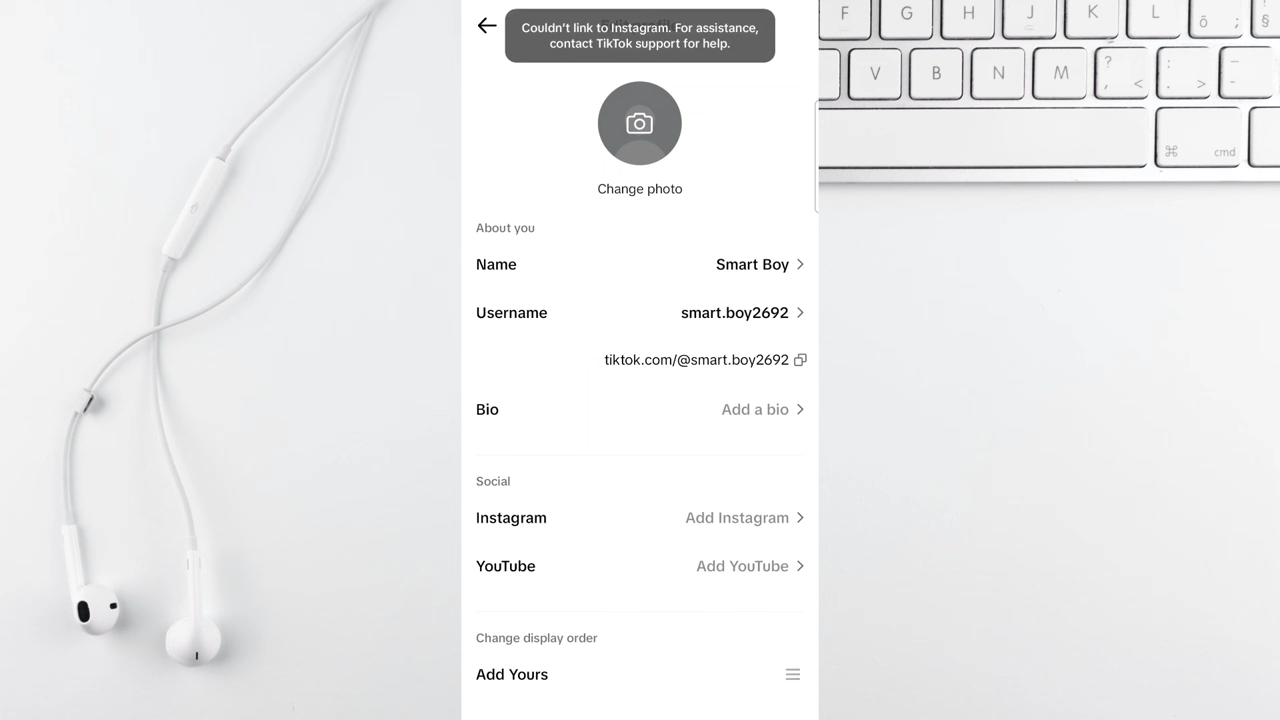 Couldn't link to Instagram. For assistance,
contact TikTok support for help.
Change photo
About you
Name Smart Boy
Username smart.boy2692
tiktok.com/@smart.boy2692
Bio Add a bio
Social
Instagram Add Instagram
YouTube Add YouTube
Change display order
Add Yours
F G H J K L Ö ; § $
V B N M ? , < : . > _ -
⌘ cmd